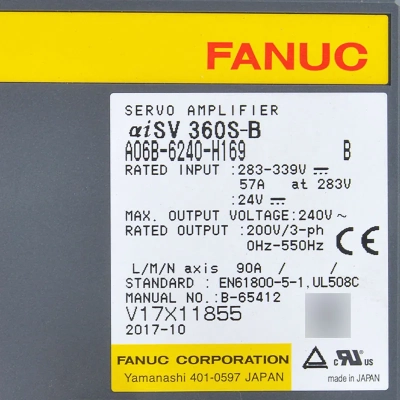 FANUC
SERVO AMPLIFIER
αiSV 360S-B
A06B-6240-H169 B
RATED INPUT :283-339V ⎓
57A at 283V
:24V ⎓
MAX. OUTPUT VOLTAGE:240V ~
RATED OUTPUT :200V/3-ph
0Hz-550Hz
CE
L/M/N axis 90A / /
STANDARD : EN61800-5-1,UL508C
MANUAL NO.:B-65412
V17X11855
2017-10
FANUC CORPORATION
Yamanashi 401-0597 JAPAN
c RU us
made in JAPAN